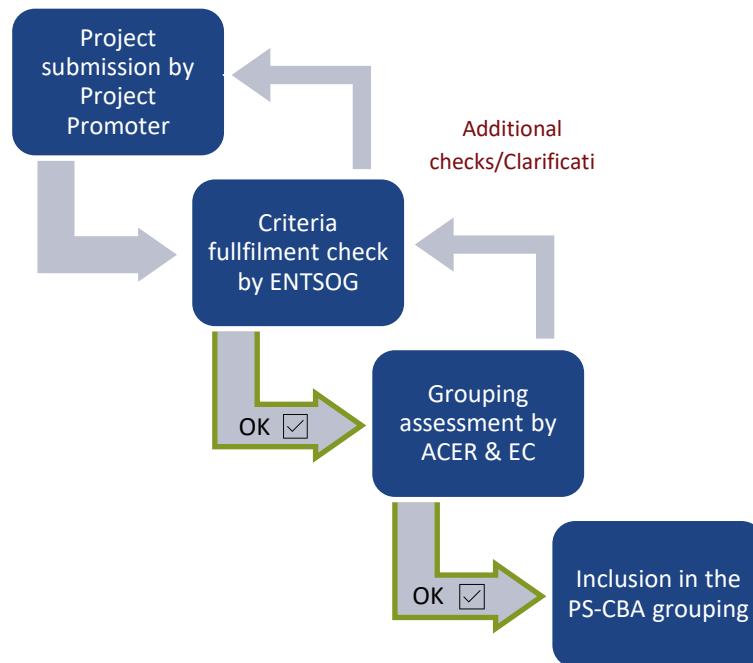 Project
submission by
Project
Promoter
Additional
checks/Clarificati
Criteria
fullfilment check
by ENTSOG
OK
Grouping
assessment by
ACER & EC
OK
Inclusion in the
PS-CBA grouping